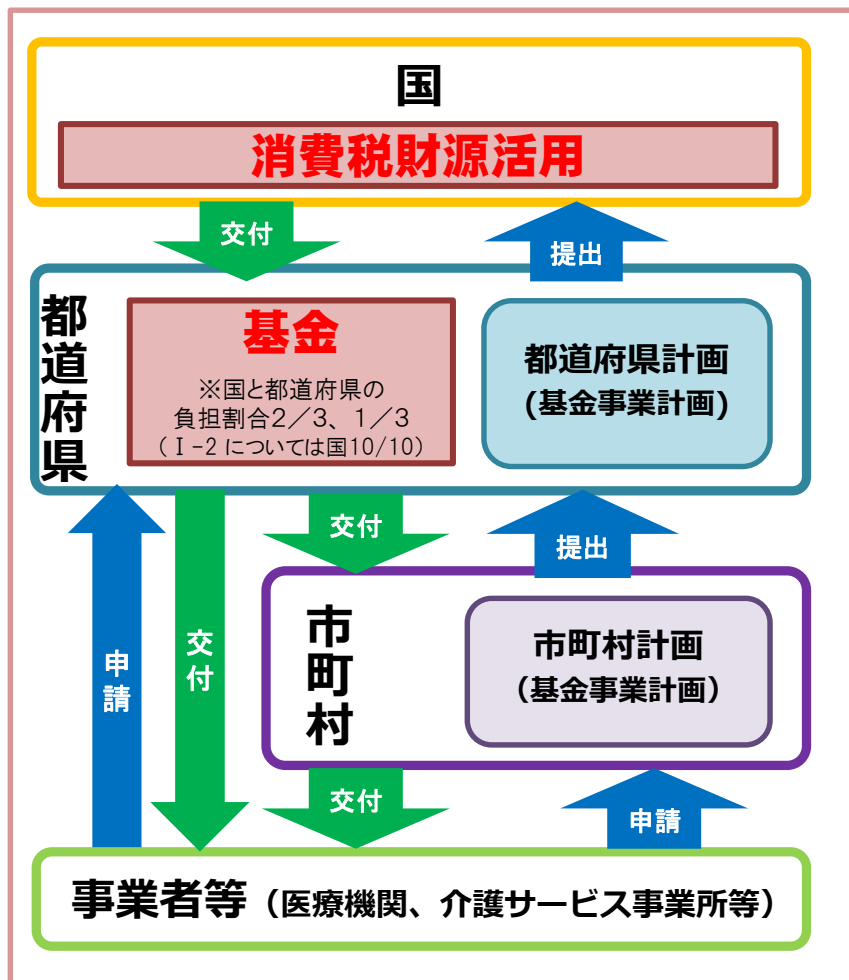 国
消費税財源活用
交付
提出
都道府県
基金
※国と都道府県の
負担割合2/3、1/3
(Ⅰ-2については国10/10)
都道府県計画
(基金事業計画)
交付
提出
申請
交付
市町村
市町村計画
(基金事業計画)
交付
申請
事業者等(医療機関、介護サービス事業所等)